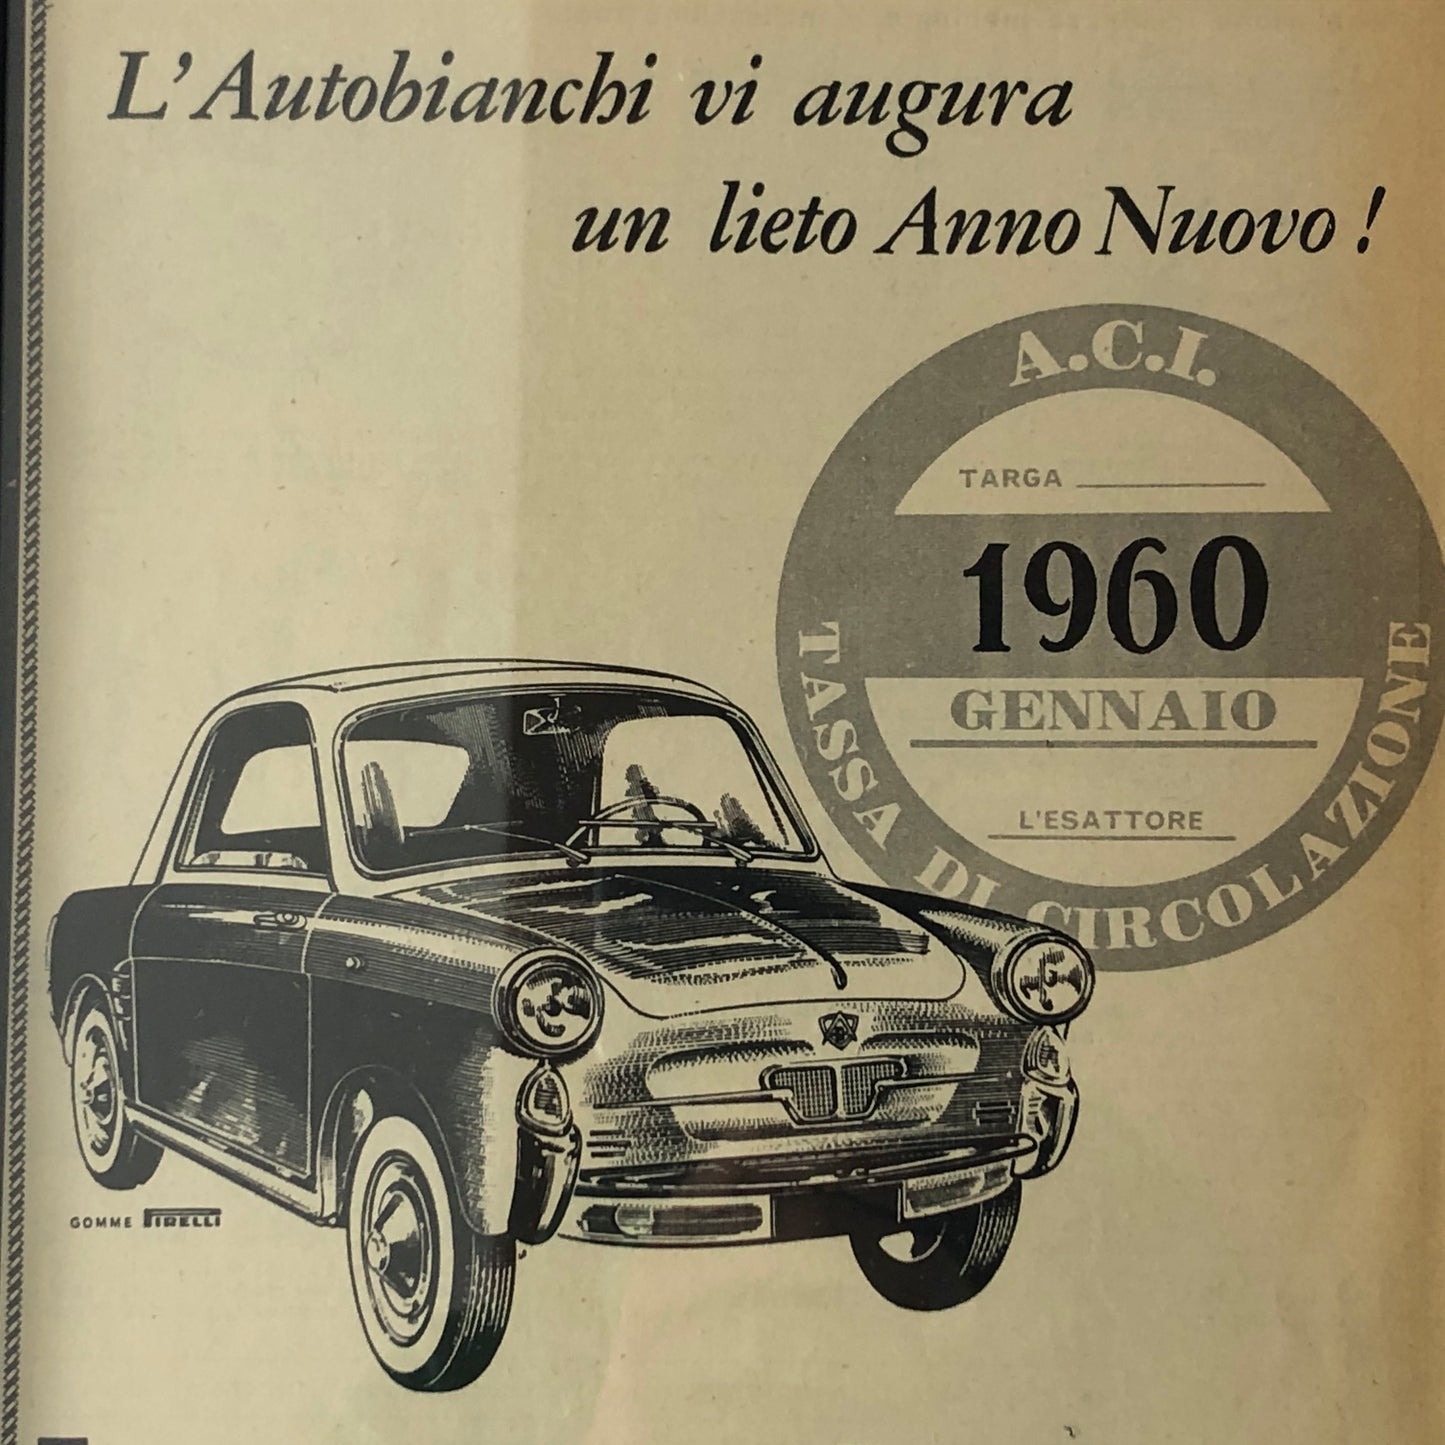 L'Autobianchi vi augura
un lieto Anno Nuovo !
A.C.I.
TARGA
1960
GENNAIO
L'ESATTORE
TASSA DI CIRCOLAZIONE
GOMME PIRELLI